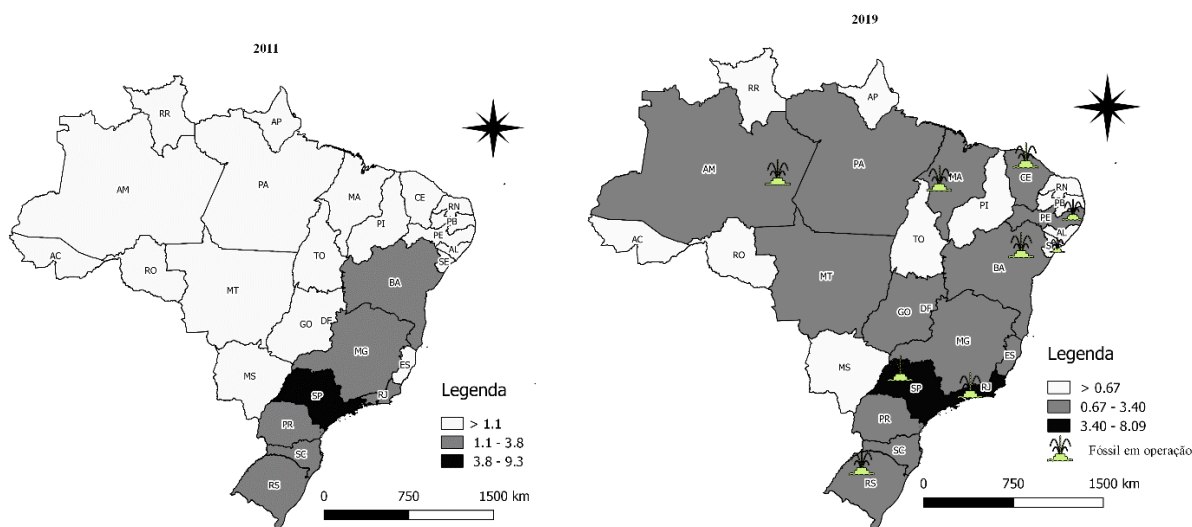 2011
RR
AP
AM
PA
MA
CE
RN
PB
PI
PE
AL
SE
AC
TO
RO
BA
MT
GO
DF
MG
ES
MS
SP
RJ
PR
SC
RS
Legenda
> 1.1
1.1 - 3.8
3.8 - 9.3
0 750 1500 km
2019
RR
AP
AM
PA
MA
CE
RN
PB
PI
PE
AL
AC
TO
RO
BA
MT
GO
DF
MG
ES
MS
SP
RJ
PR
SC
RS
Legenda
> 0.67
0.67 - 3.40
3.40 - 8.09
Fóssil em operação
0 750 1500 km